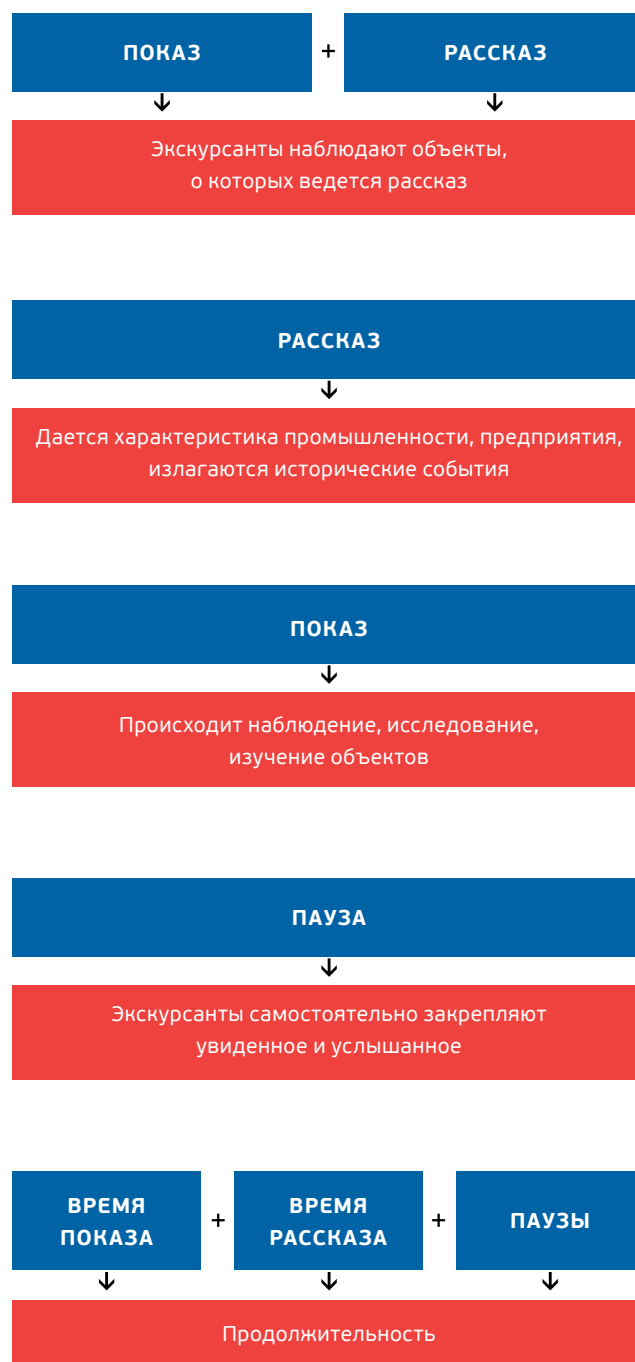 ПОКАЗ + РАССКАЗ
Экскурсанты наблюдают объекты,
о которых ведется рассказ
РАССКАЗ
Дается характеристика промышленности, предприятия,
излагаются исторические события
ПОКАЗ
Происходит наблюдение, исследование,
изучение объектов
ПАУЗА
Экскурсанты самостоятельно закрепляют
увиденное и услышанное
ВРЕМЯ
ПОКАЗА
+
ВРЕМЯ
РАССКАЗА
+
ПАУЗЫ
Продолжительность